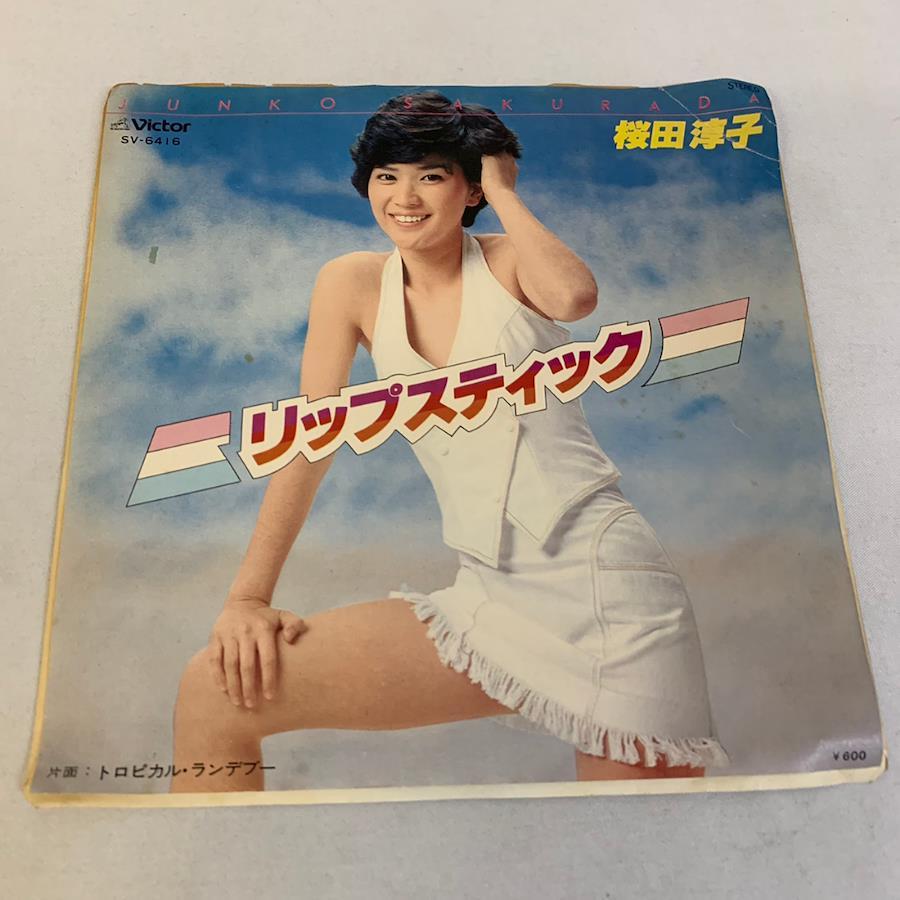 JUNKO SAKURADA
STEREO
Victor
SV-6416
桜田淳子
リップスティック
片面：トロピカル・ランデブー
¥600